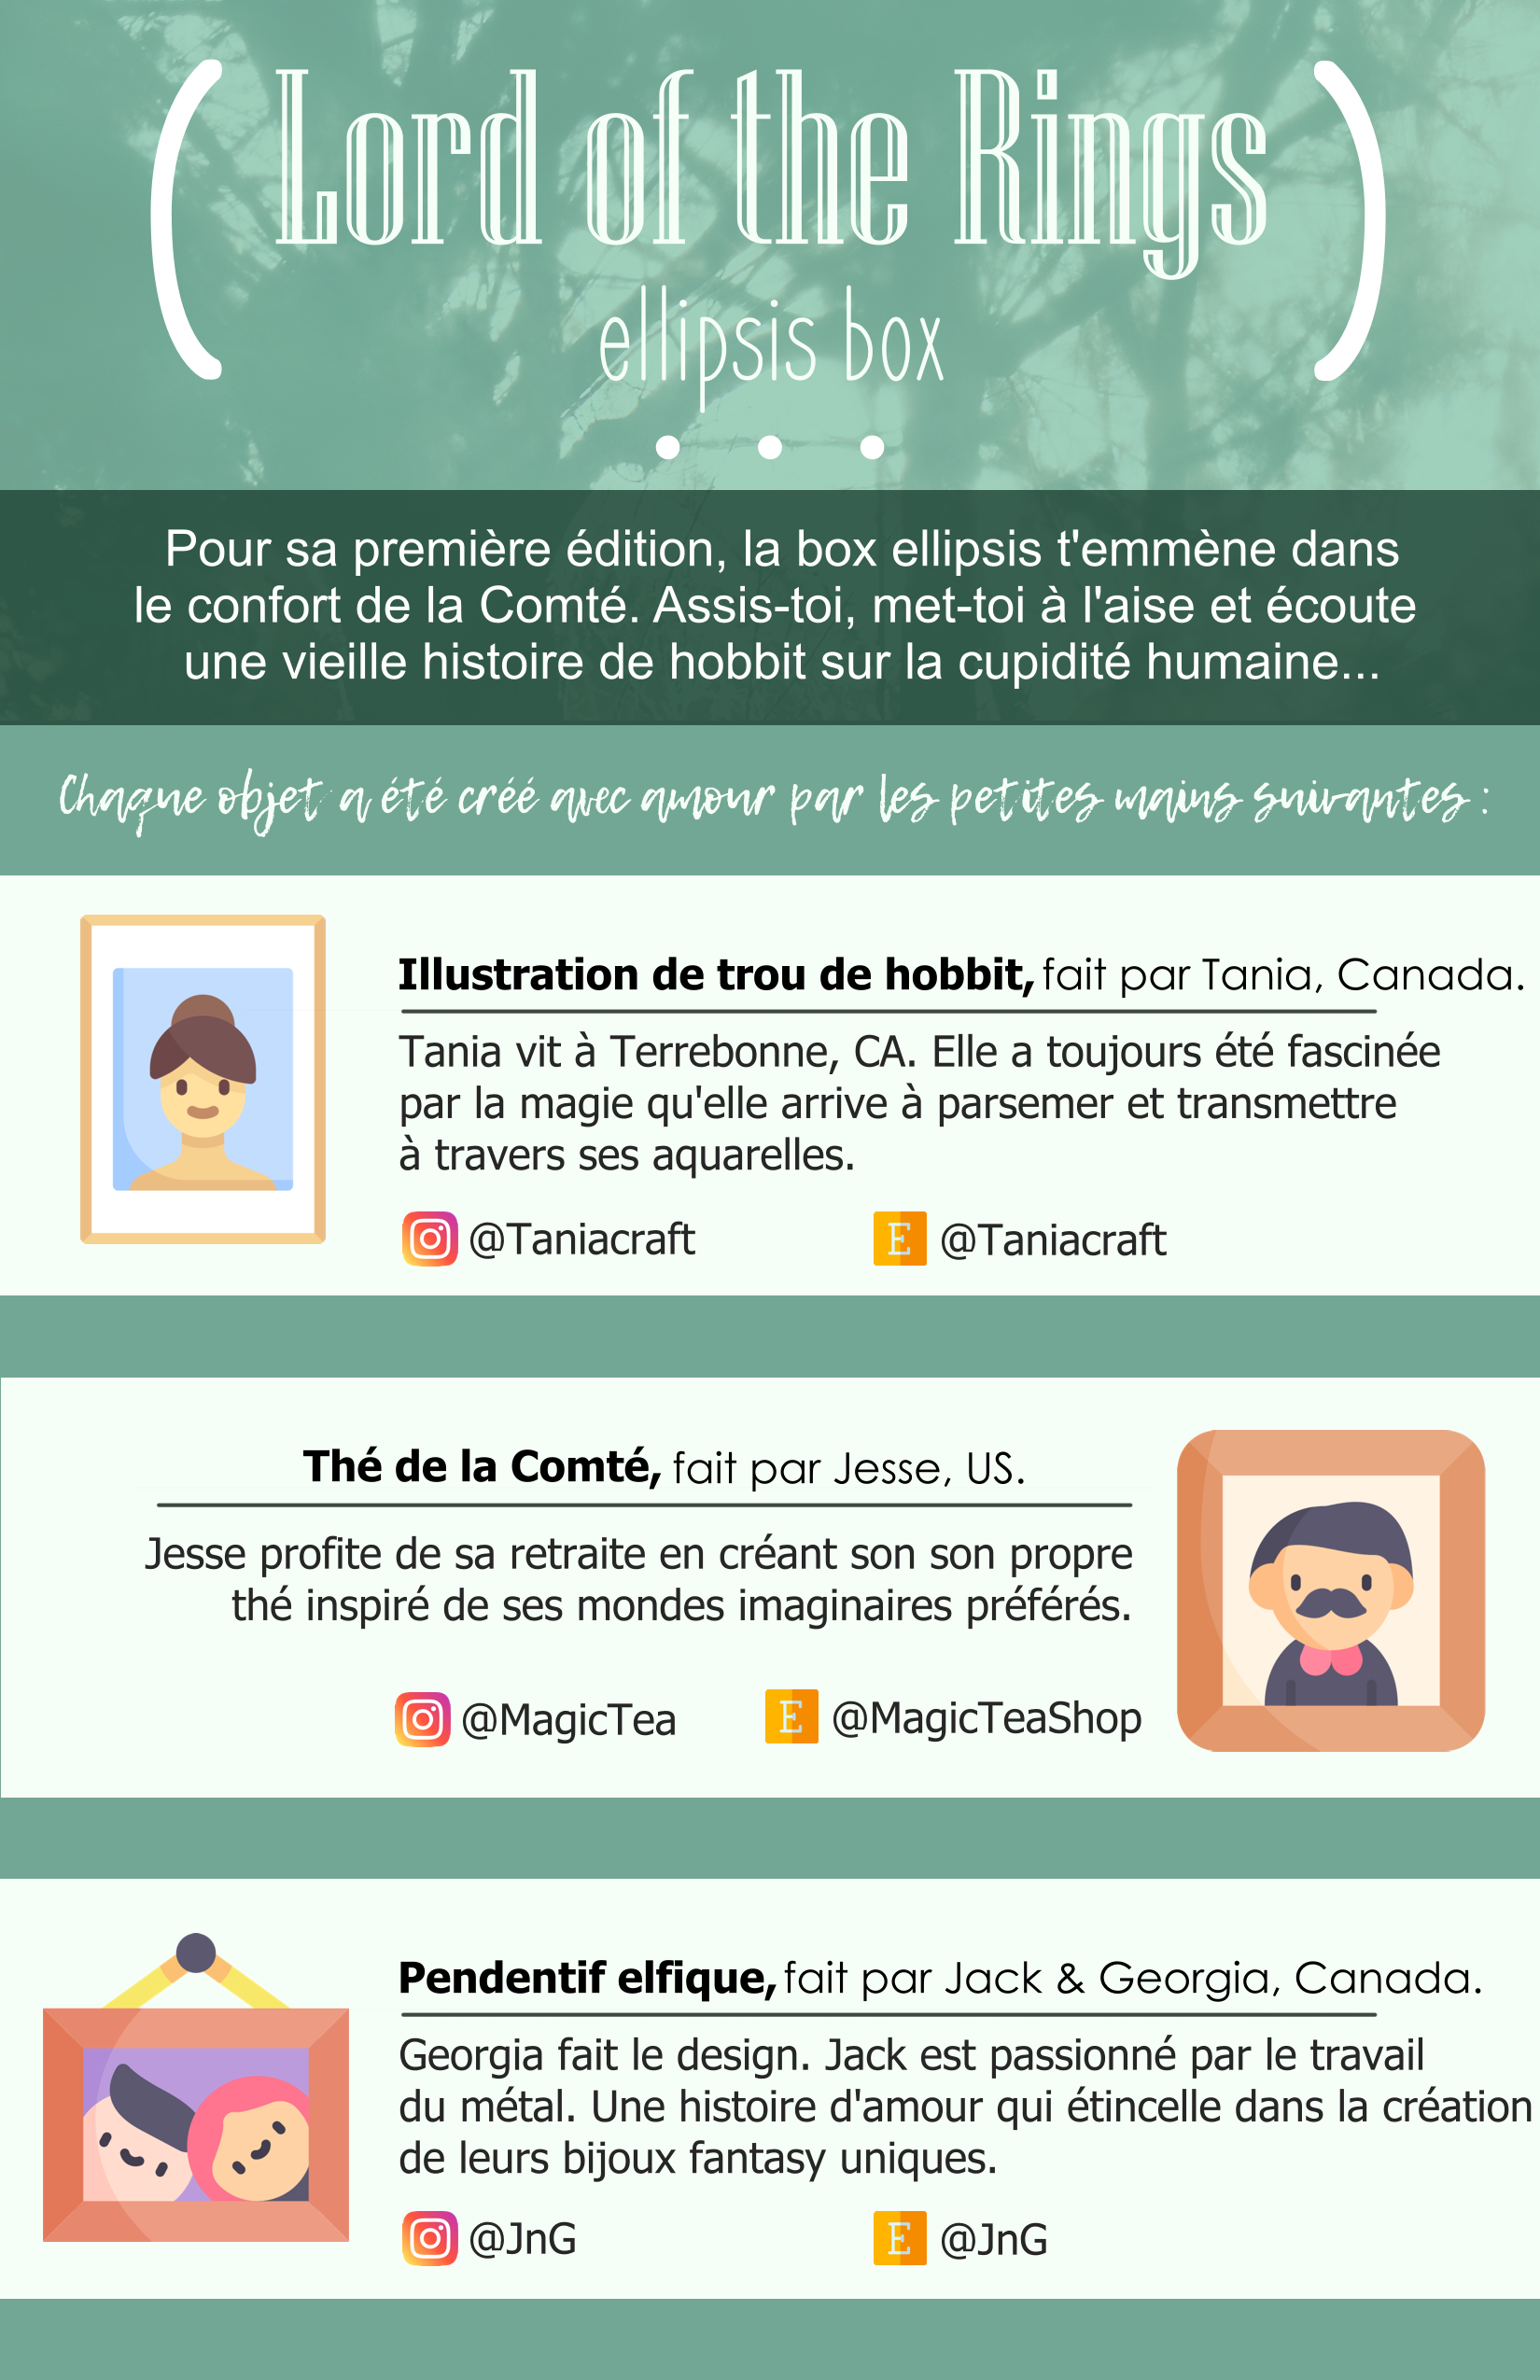 Lord of the Rings
ellipsis box
Pour sa première édition, la box ellipsis t'emmène dans
le confort de la Comté. Assis-toi, met-toi à l'aise et écoute
une vieille histoire de hobbit sur la cupidité humaine...
Chaque objet a été créé avec amour par les petites mains suivantes :
Illustration de trou de hobbit, fait par Tania, Canada.
Tania vit à Terrebonne, CA. Elle a toujours été fascinée
par la magie qu'elle arrive à parsemer et transmettre
à travers ses aquarelles.
@Taniacraft E @Taniacraft
Thé de la Comté, fait par Jesse, US.
Jesse profite de sa retraite en créant son son propre
thé inspiré de ses mondes imaginaires préférés.
@MagicTea E @MagicTeaShop
Pendentif elfique, fait par Jack & Georgia, Canada.
Georgia fait le design. Jack est passionné par le travail
du métal. Une histoire d'amour qui étincelle dans la création
de leurs bijoux fantasy uniques.
@JnG E @JnG